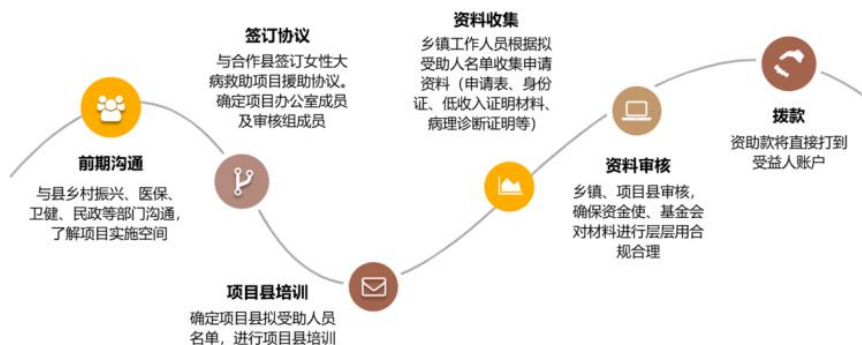 前期沟通
与县乡村振兴、医保、
卫健、民政等部门沟通，
了解项目实施空间
签订协议
与合作县签订女性大
病救助项目援助协议。
确定项目办公室成员
及审核组成员
项目县培训
确定项目县拟受助人员
名单，进行项目县培训
资料收集
乡镇工作人员根据拟
受助人名单收集申请
资料（申请表、身份
证、低收入证明材料、
病理诊断证明等）
资料审核
乡镇、项目县审核，
确保资金使、基金会
对材料进行层层用合
规合理
拨款
资助款将直接打到
受益人账户